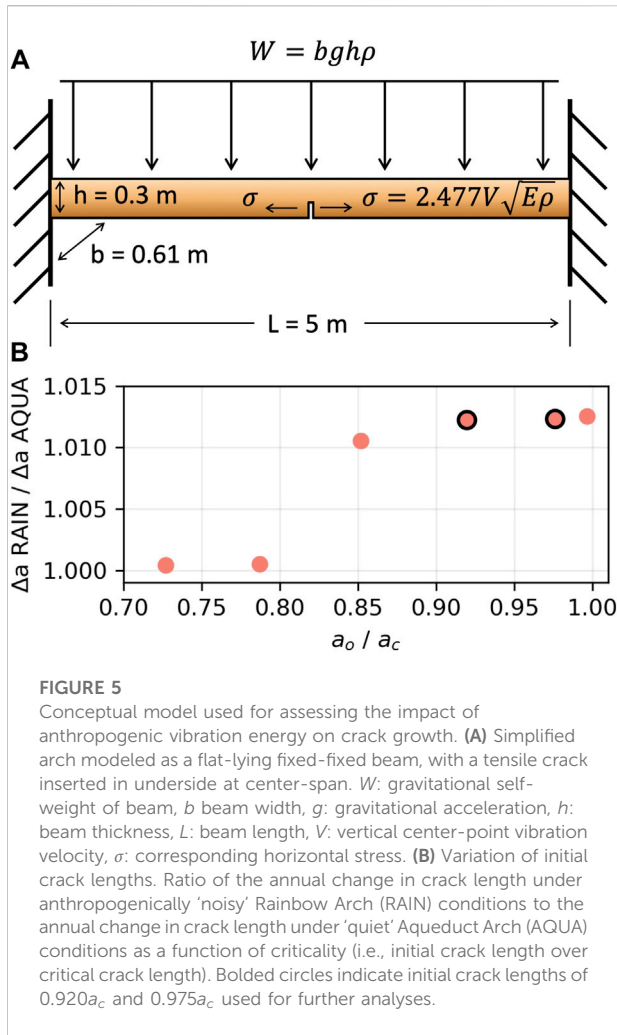 A
W = bghρ
h = 0.3 m
σ
σ = 2.477V√Eρ
b = 0.61 m
L = 5 m
B
1.015
1.010
1.005
1.000
Δa RAIN / Δa AQUA
0.70 0.75 0.80 0.85 0.90 0.95 1.00
a_o / a_c
FIGURE 5
Conceptual model used for assessing the impact of
anthropogenic vibration energy on crack growth. (A) Simplified
arch modeled as a flat-lying fixed-fixed beam, with a tensile crack
inserted in underside at center-span. W: gravitational self-
weight of beam, b beam width, g: gravitational acceleration, h:
beam thickness, L: beam length, V: vertical center-point vibration
velocity, σ: corresponding horizontal stress. (B) Variation of initial
crack lengths. Ratio of the annual change in crack length under
anthropogenically ‘noisy’ Rainbow Arch (RAIN) conditions to the
annual change in crack length under ‘quiet’ Aqueduct Arch (AQUA)
conditions as a function of criticality (i.e., initial crack length over
critical crack length). Bolded circles indicate initial crack lengths of
0.920a_c and 0.975a_c used for further analyses.